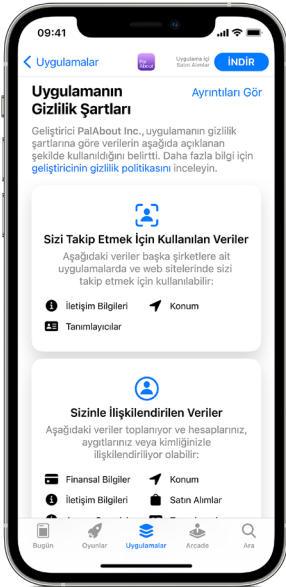 09:41
Uygulamalar
Pal About
Uygulama İçi
Satın Alımlar
İNDİR
Uygulamanın
Gizlilik Şartları
Ayrıntıları Gör
Geliştirici PalAbout Inc., uygulamanın gizlilik
şartlarına göre verilerin aşağıda açıklanan
şekilde kullanıldığını belirtti. Daha fazla bilgi için
geliştiricinin gizlilik politikasını inceleyin.
Sizi Takip Etmek İçin Kullanılan Veriler
Aşağıdaki veriler başka şirketlere ait
uygulamalarda ve web sitelerinde sizi
takip etmek için kullanılabilir:
İletişim Bilgileri
Konum
Tanımlayıcılar
Sizinle İlişkilendirilen Veriler
Aşağıdaki veriler toplanıyor ve hesaplarınız,
aygıtlarınız veya kimliğinizle
ilişkilendiriliyor olabilir:
Finansal Bilgiler
Konum
İletişim Bilgileri
Satın Alımlar
Bugün
Oyunlar
Uygulamalar
Arcade
Ara